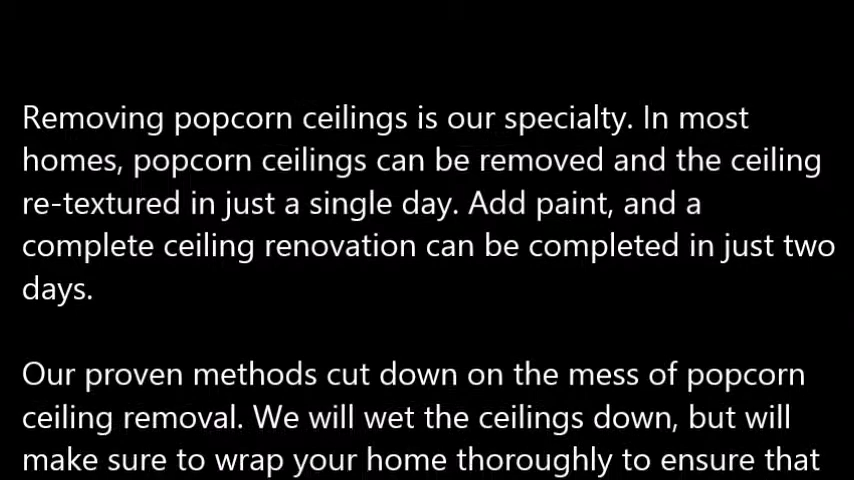 Removing popcorn ceilings is our specialty. In most
homes, popcorn ceilings can be removed and the ceiling
re-textured in just a single day. Add paint, and a
complete ceiling renovation can be completed in just two
days.
Our proven methods cut down on the mess of popcorn
ceiling removal. We will wet the ceilings down, but will
make sure to wrap your home thoroughly to ensure that